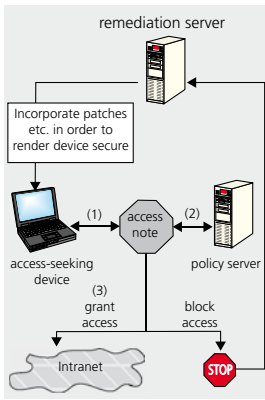 remediation server
Incorporate patches
etc. in order to
render device secure
(1)
access
note
(2)
access-seeking
device
policy server
(3)
grant
access
block
access
Intranet
STOP